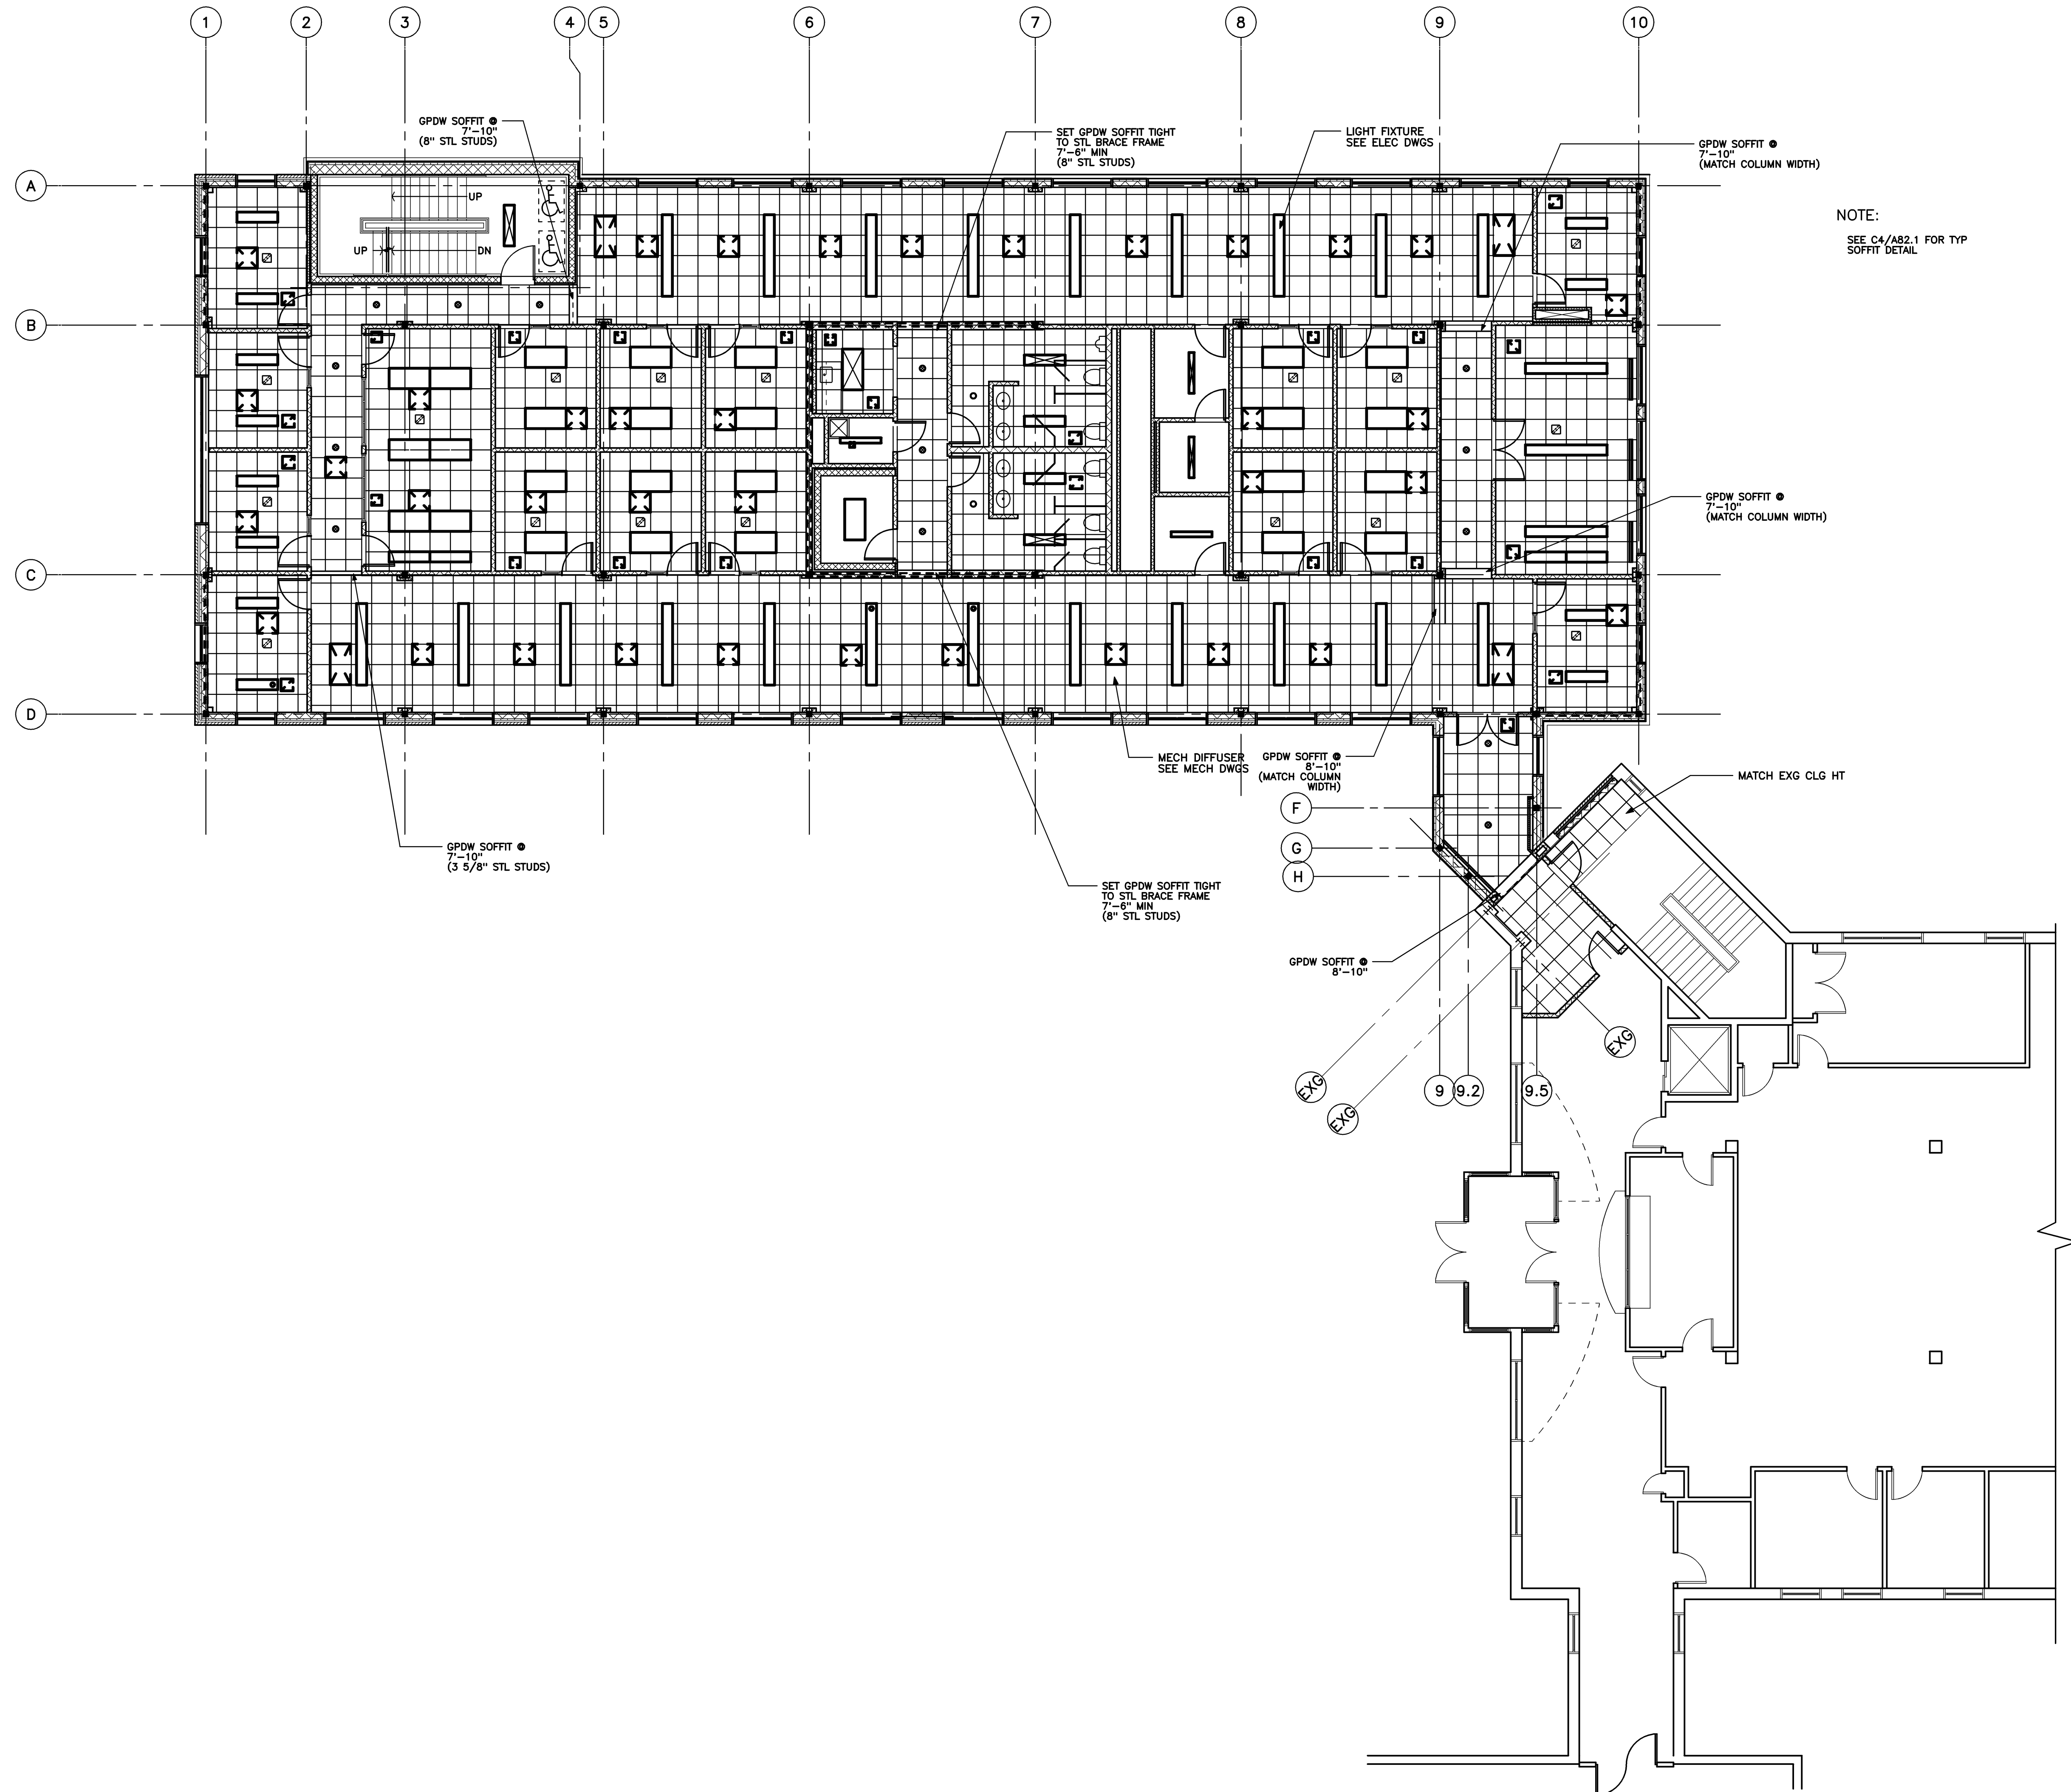 1
2
3
4
5
6
7
8
9
10
GPDW SOFFIT @
7'-10"
(8" STL STUDS)
SET GPDW SOFFIT TIGHT
TO STL BRACE FRAME
7'-6" MIN
(8" STL STUDS)
LIGHT FIXTURE
SEE ELEC DWGS
GPDW SOFFIT @
7'-10"
(MATCH COLUMN WIDTH)
A
UP
UP
DN
NOTE:
SEE C4/A82.1 FOR TYP
SOFFIT DETAIL
B
GPDW SOFFIT @
7'-10"
(MATCH COLUMN WIDTH)
C
D
MECH DIFFUSER
SEE MECH DWGS
GPDW SOFFIT @
8'-10"
(MATCH COLUMN
WIDTH)
MATCH EXG CLG HT
F
G
H
GPDW SOFFIT @
7'-10"
(3 5/8" STL STUDS)
SET GPDW SOFFIT TIGHT
TO STL BRACE FRAME
7'-6" MIN
(8" STL STUDS)
GPDW SOFFIT @
8'-10"
EXG
EXG
EXG
9
9.2
9.5